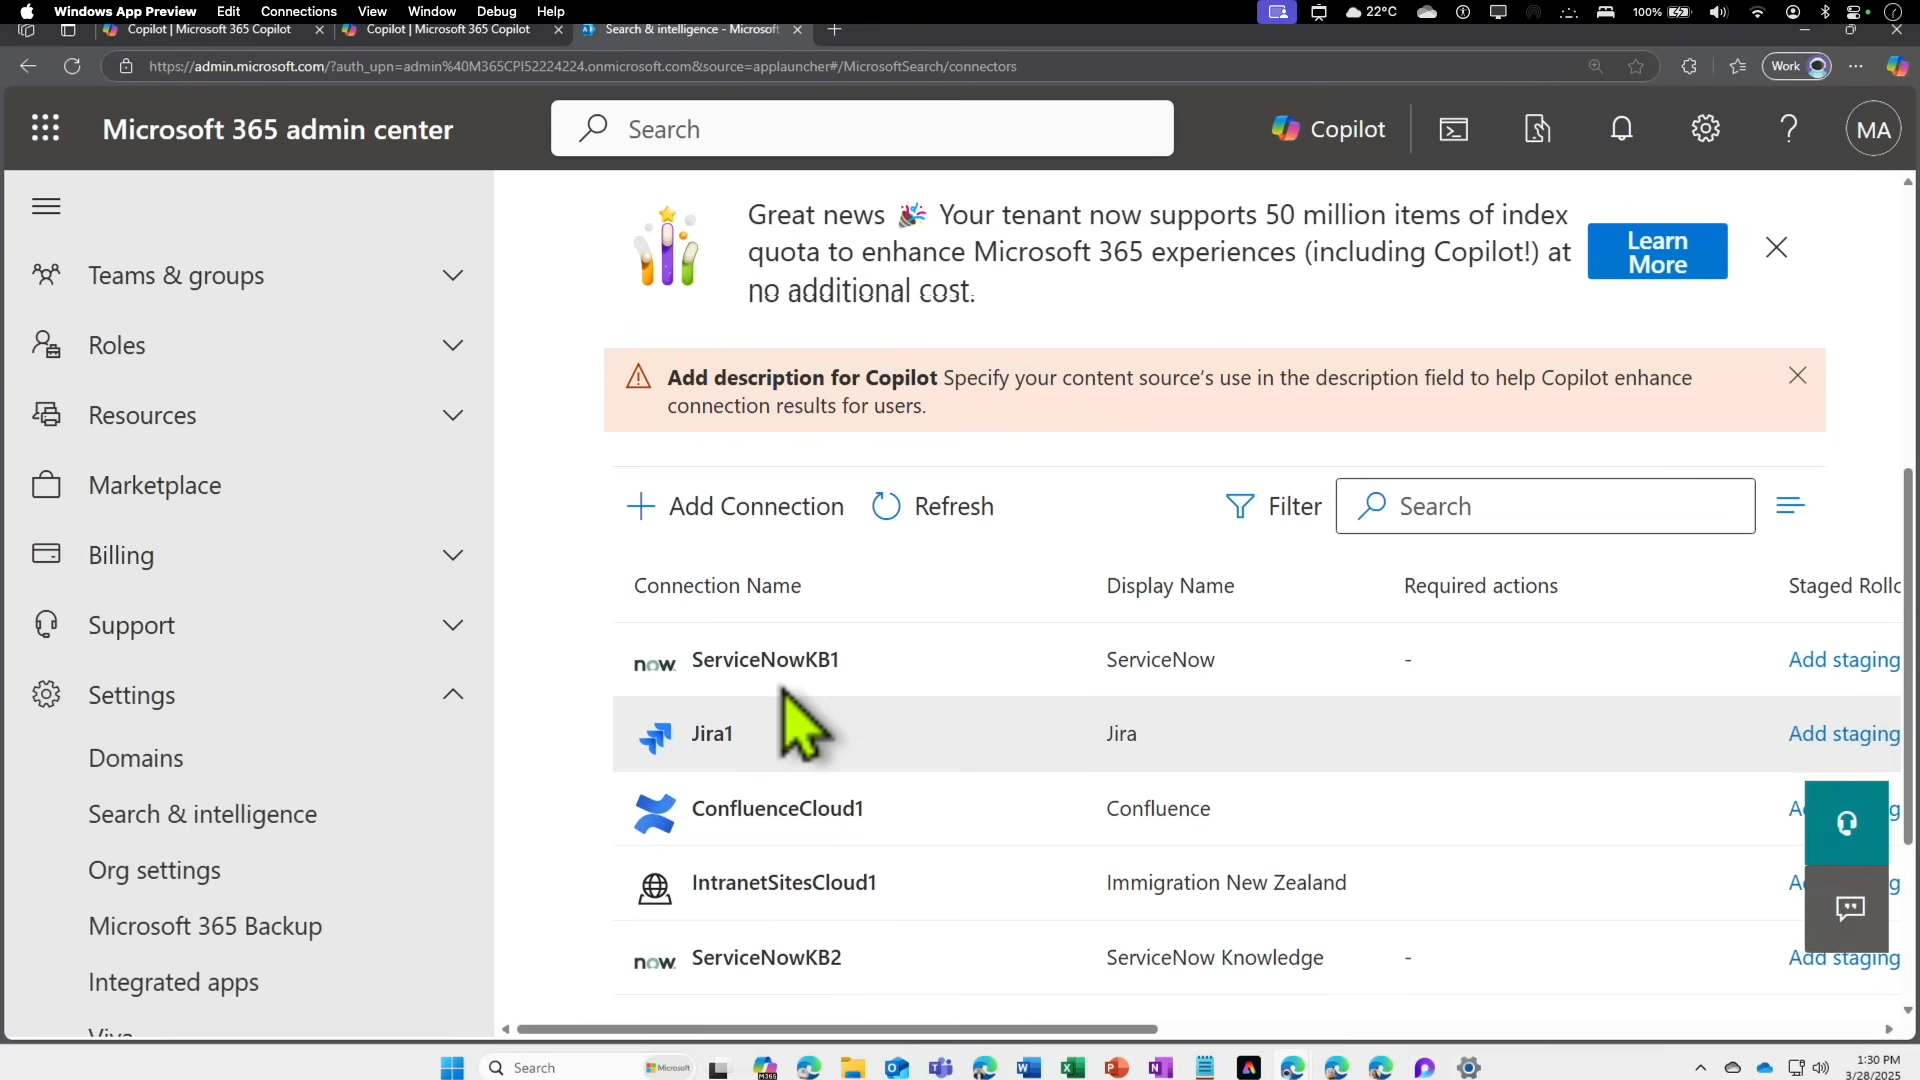 Windows App Preview Edit Connections View Window Debug Help 22°C 100%
Copilot | Microsoft 365 Copilot Copilot | Microsoft 365 Copilot Search & intelligence - Microsoft
https://admin.microsoft.com/?auth_upn=admin%40M365CPI52224224.onmicrosoft.com&source=applauncher#/MicrosoftSearch/connectors Work
Microsoft 365 admin center Search Copilot MA
Great news 🎉 Your tenant now supports 50 million items of index
quota to enhance Microsoft 365 experiences (including Copilot!) at
no additional cost.
Learn
More
Add description for Copilot Specify your content source's use in the description field to help Copilot enhance
connection results for users.
Teams & groups
Roles
Resources
Marketplace
Billing
Support
Settings
Domains
Search & intelligence
Org settings
Microsoft 365 Backup
Integrated apps
Viva
Add Connection Refresh Filter Search
Connection Name Display Name Required actions Staged Rollo
now. ServiceNowKB1 ServiceNow - Add staging
Jira1 Jira Add staging
ConfluenceCloud1 Confluence
IntranetSitesCloud1 Immigration New Zealand
now. ServiceNowKB2 ServiceNow Knowledge - Add staging
Search Microsoft M365 1:30 PM
3/28/2025